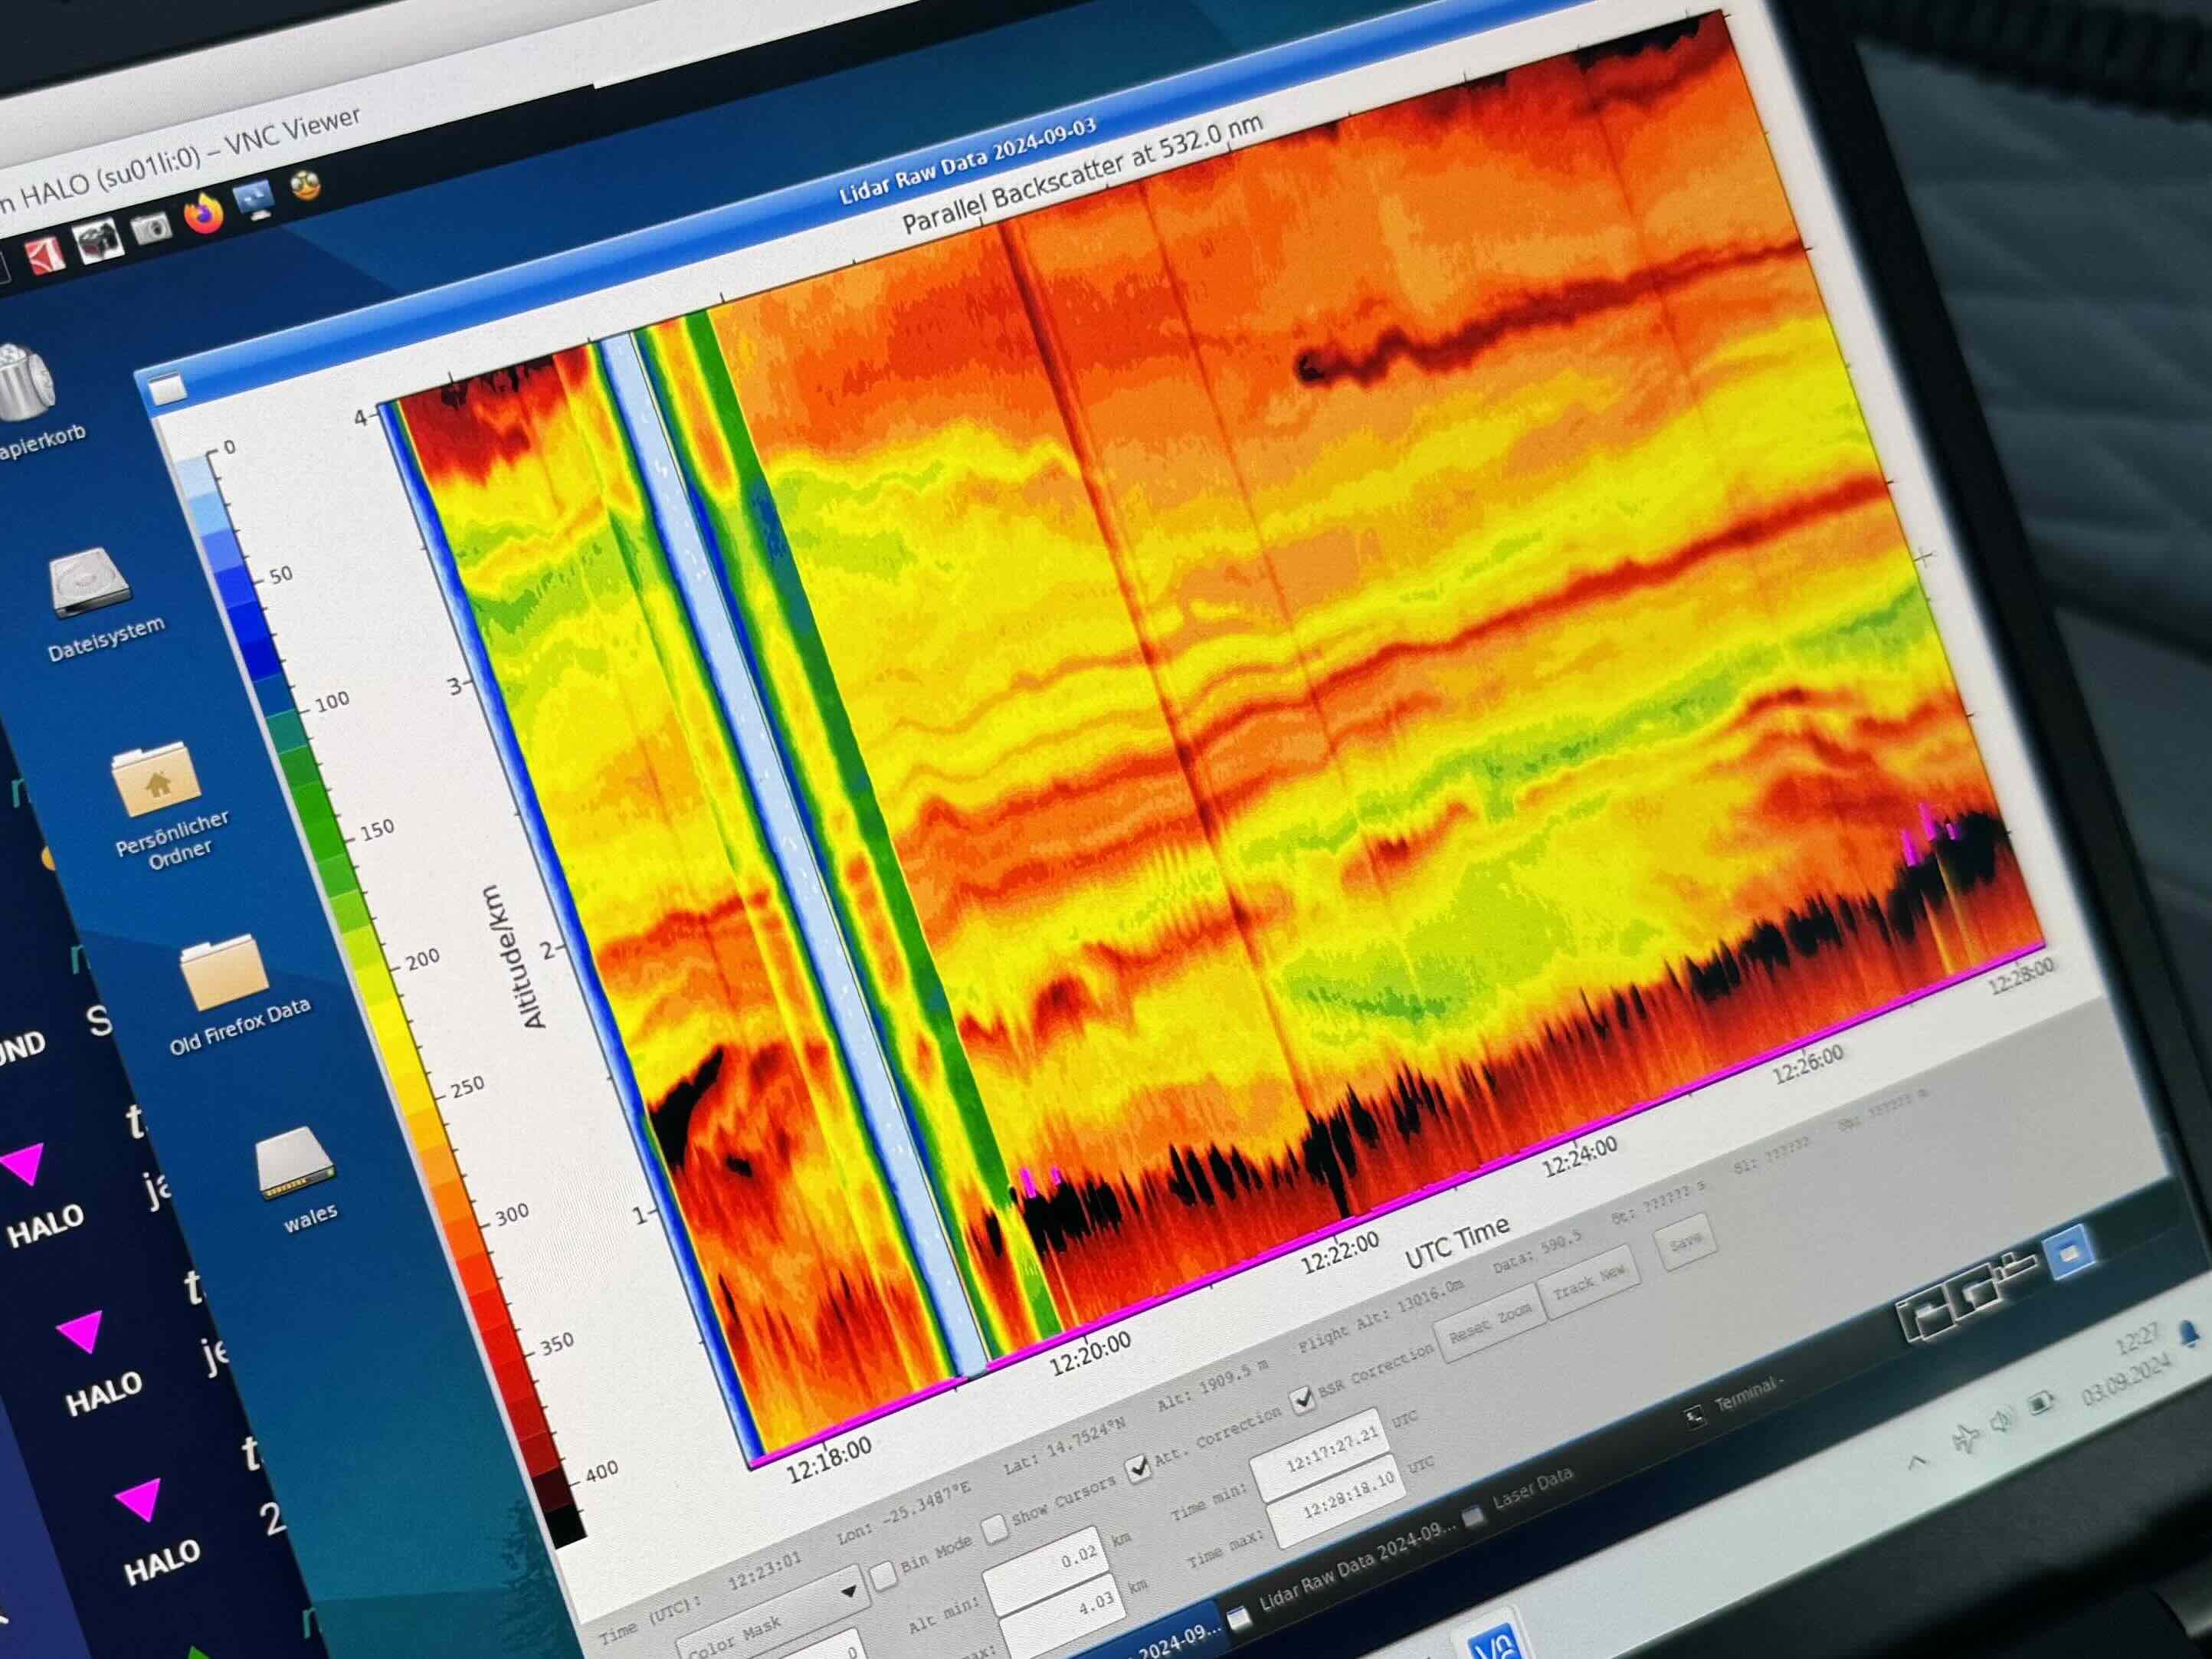 n HALO (su01li:0) – VNC Viewer
Lidar Raw Data 2024-09-03
Parallel Backscatter at 532.0 nm
apierkorb
Dateisystem
Persönlicher
Ordner
Old Firefox Data
wales
UND
S
HALO
HALO
HALO
0
50
100
150
200
250
300
350
400
Altitude/km
4
3
2
1
12:18:00
12:20:00
12:22:00
12:24:00
12:26:00
12:28:00
UTC Time
Time (UTC): 12:23:01 Lon: -25.3487°E Lat: 14.7524°N Alt: 1909.5 m Flight Alt: 13016.0m Data: 590.5 St: ?????? s Sl: ?????? Sh: ?????? m
Color Mask
Bin Mode
Show Cursors
Att. Correction
BSR Correction
Reset Zoom
Track New
Save
0
Alt min: 0.02 km
max: 4.03 km
Time min: 12:17:27.21 UTC
Time max: 12:28:18.10 UTC
2024-09...
Lidar Raw Data 2024-09...
Laser Data
Terminal -
12:27
03.09.2024